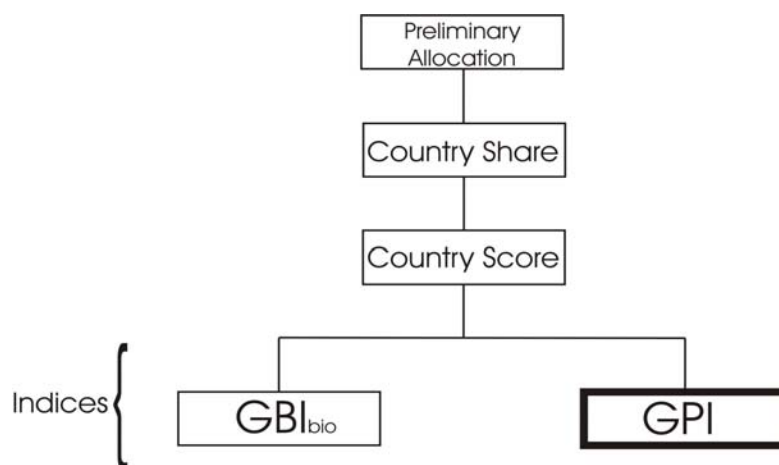 Preliminary
Allocation
Country Share
Country Score
Indices
GBIbio
GPI